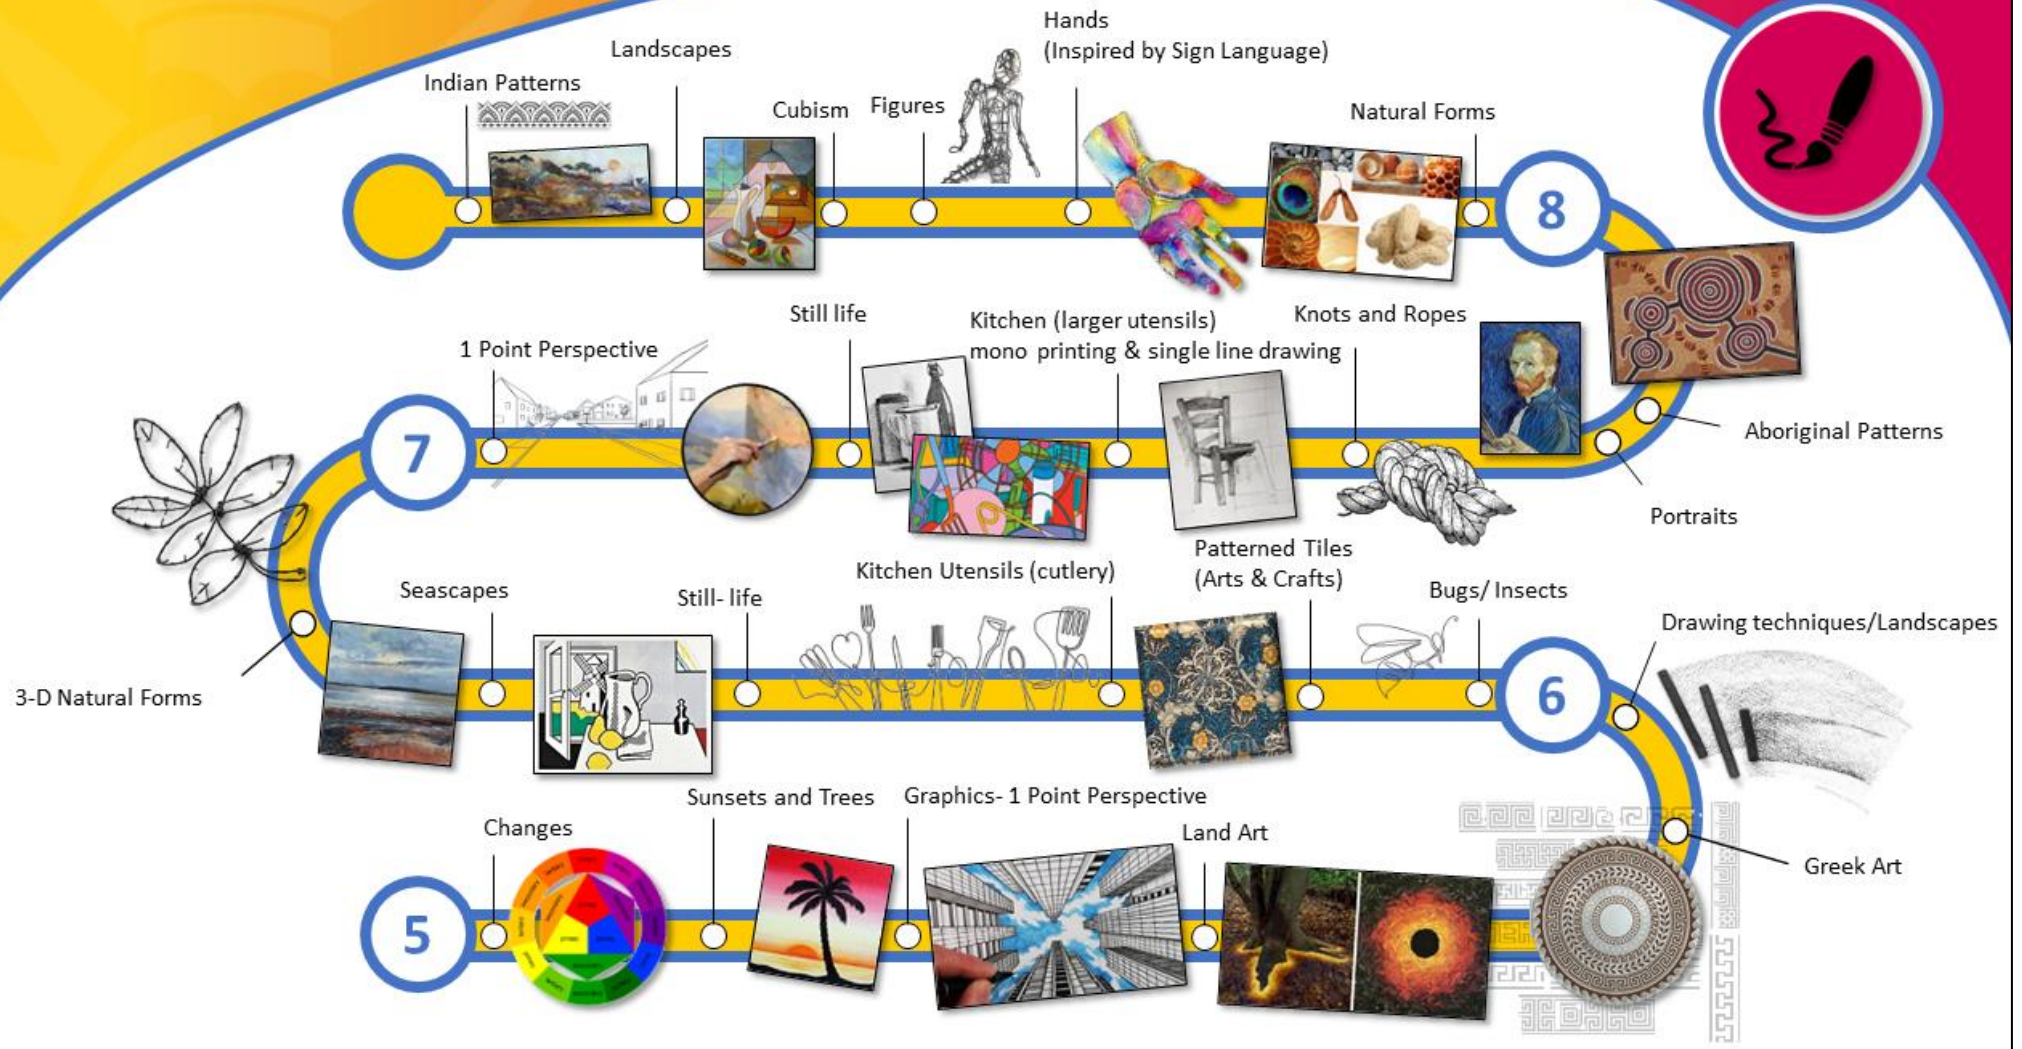 Hands
(Inspired by Sign Language)
Landscapes
Indian Patterns
Cubism
Figures
Natural Forms
8
Still life
Kitchen (larger utensils)
mono printing & single line drawing
Knots and Ropes
1 Point Perspective
7
Aboriginal Patterns
Portraits
Patterned Tiles
(Arts & Crafts)
Kitchen Utensils (cutlery)
Seascapes
Still- life
Bugs/ Insects
Drawing techniques/Landscapes
3-D Natural Forms
6
Sunsets and Trees
Graphics- 1 Point Perspective
Changes
Land Art
Greek Art
5